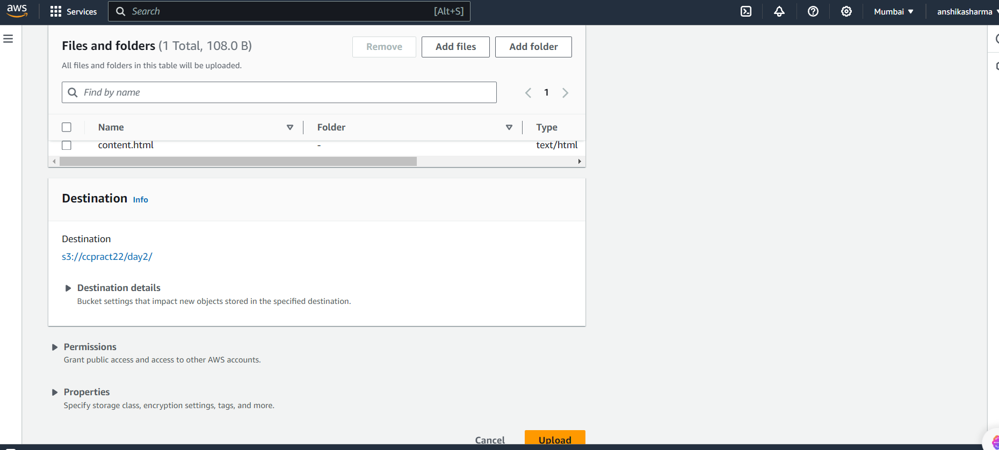 aws Services Search [Alt+S] Mumbai anshikasharma
Files and folders (1 Total, 108.0 B) Remove Add files Add folder
All files and folders in this table will be uploaded.
Find by name 1
Name Folder Type
content.html - text/html
Destination Info
Destination
s3://ccpract22/day2/
Destination details
Bucket settings that impact new objects stored in the specified destination.
Permissions
Grant public access and access to other AWS accounts.
Properties
Specify storage class, encryption settings, tags, and more.
Cancel Upload